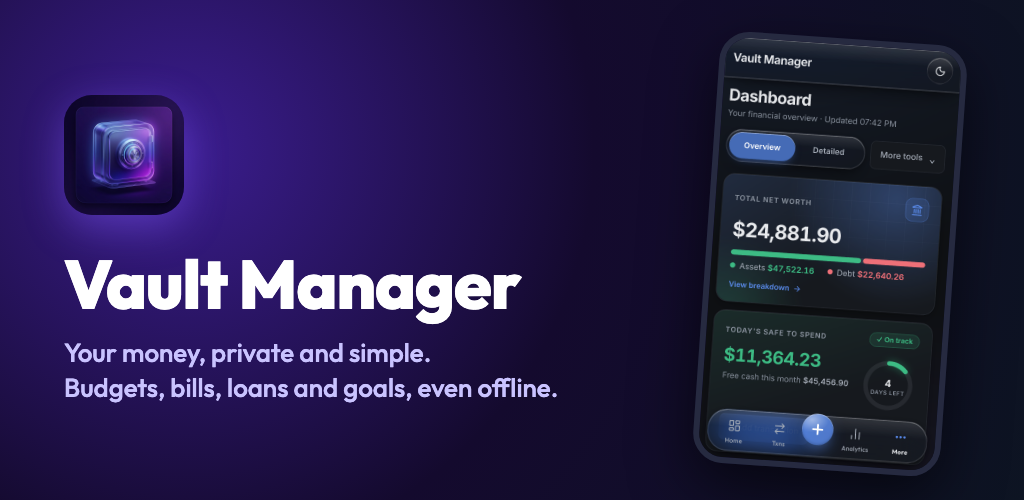 Vault Manager
Your money, private and simple.
Budgets, bills, loans and goals, even offline.
Vault Manager
Dashboard
Your financial overview · Updated 07:42 PM
Overview
Detailed
More tools
TOTAL NET WORTH
$24,881.90
Assets $47,522.16
Debt $22,640.26
View breakdown →
TODAY'S SAFE TO SPEND
✓ On track
$11,364.23
Free cash this month $45,456.90
4
DAYS LEFT
Home
Txns
+
Analytics
More